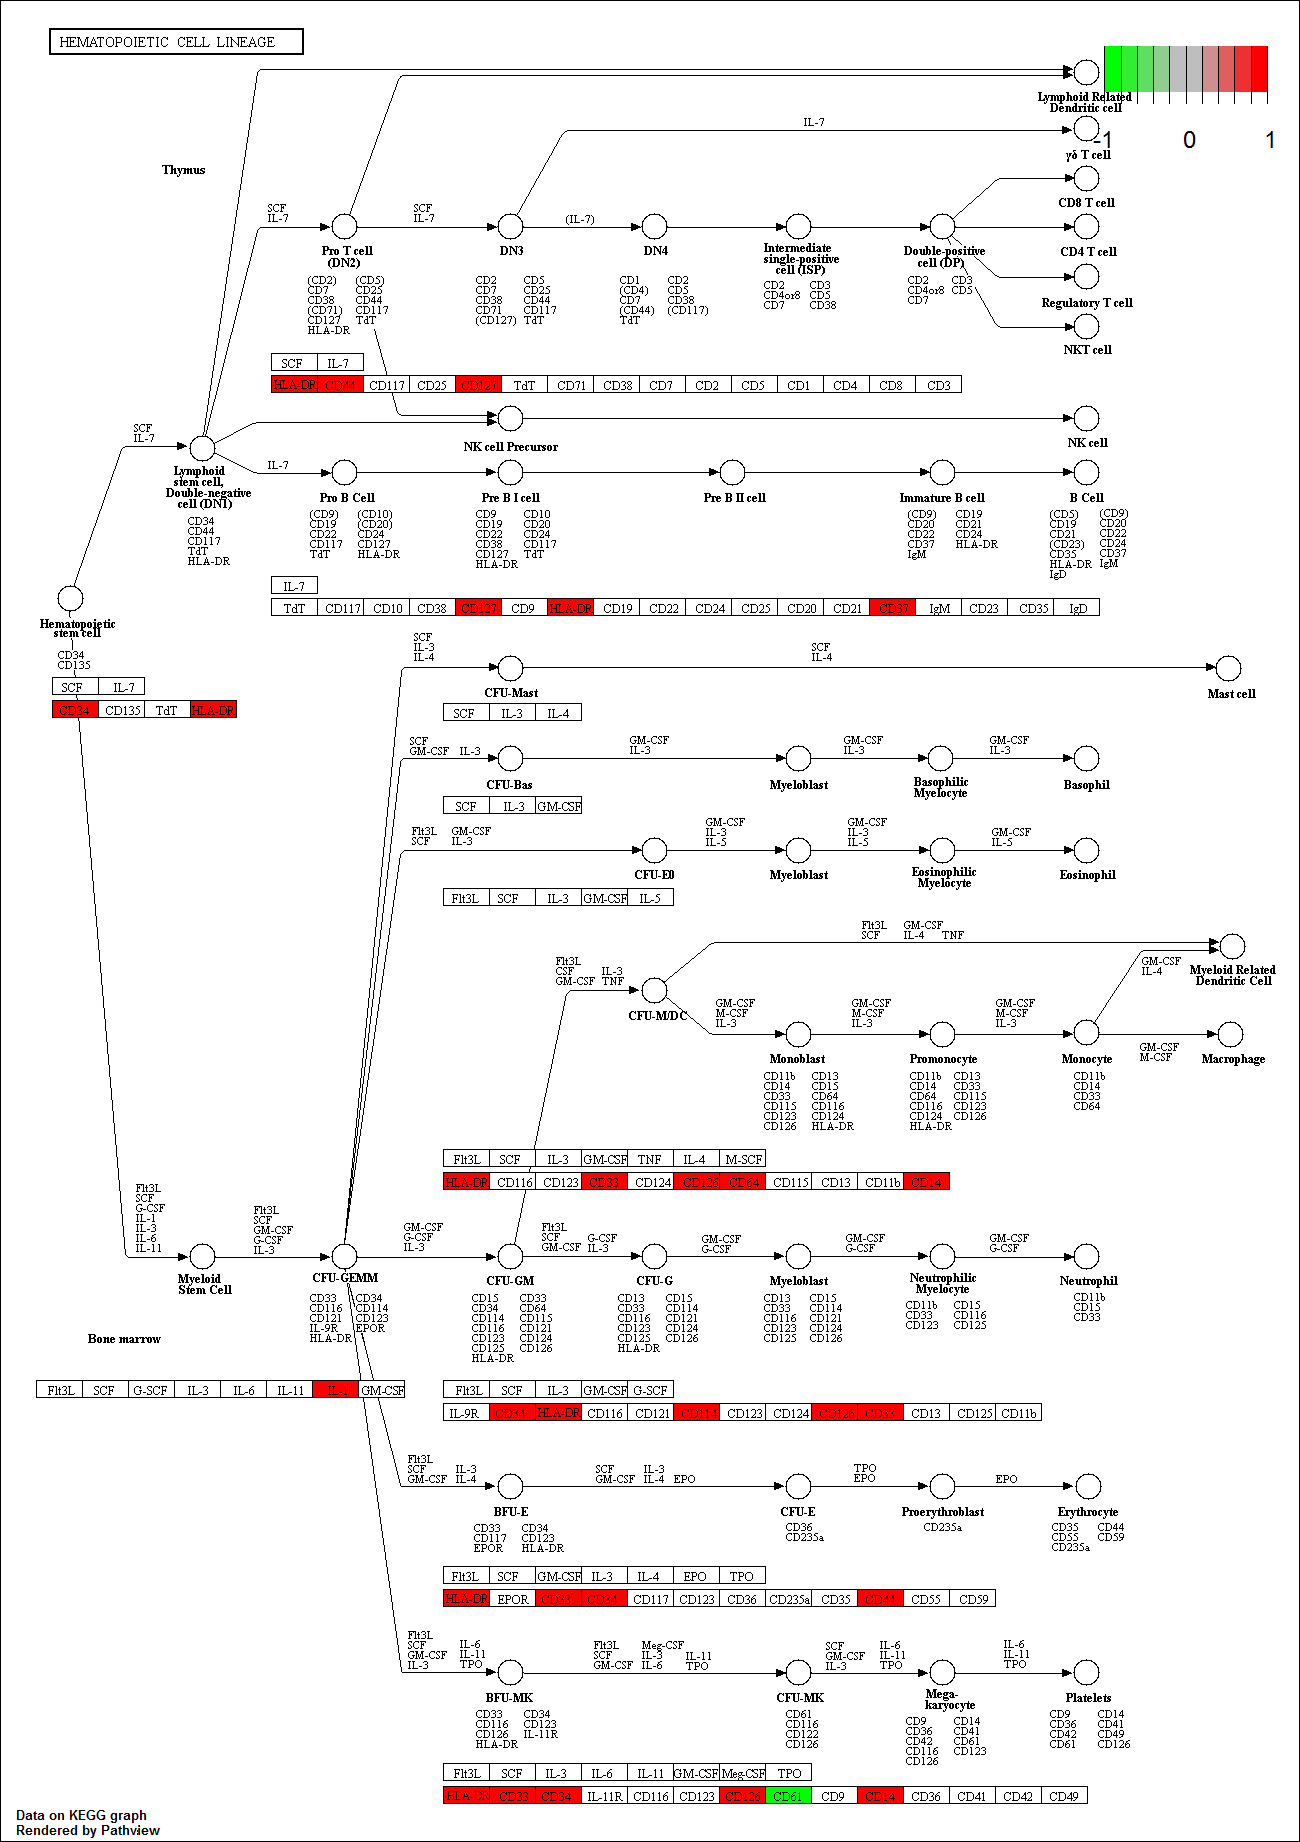 HEMATOPOIETIC CELL LINEAGE
-1 0 1
Lymphoid Related
Dendritic cell
IL-7
γδ T cell
Thymus
CD8 T cell
SCF
IL-7
SCF
IL-7
(IL-7)
Pro T cell
(DN2)
DN3
DN4
Intermediate
single-positive
cell (ISP)
Double-positive
cell (DP)
CD4 T cell
Regulatory T cell
NKT cell
(CD2) (CD5)
CD7 CD25
CD38 CD44
(CD71) CD117
CD127 TdT
HLA-DR
CD2 CD5
CD7 CD25
CD38 CD44
CD71 CD117
(CD127) TdT
CD1 CD2
(CD4) CD5
CD7 CD38
(CD44) (CD117)
TdT
CD2 CD3
CD4or8 CD5
CD7 CD38
CD2 CD3
CD4or8 CD5
CD7
SCF IL-7
HLA-DR CD44 CD117 CD25 CD127 TdT CD71 CD38 CD7 CD2 CD5 CD1 CD4 CD8 CD3
SCF
IL-7
NK cell Precursor
NK cell
Lymphoid
stem cell,
Double-negative
cell (DN1)
IL-7
Pro B Cell
Pre B I cell
Pre B II cell
Immature B cell
B Cell
CD34
CD44
CD117
TdT
HLA-DR
(CD9) (CD10)
CD19 (CD20)
CD22 CD24
CD117 CD127
TdT HLA-DR
CD9 CD10
CD19 CD20
CD22 CD24
CD38 CD117
CD127 TdT
HLA-DR
(CD9) CD19
CD20 CD21
CD22 CD24
CD37 HLA-DR
IgM
(CD5) (CD9)
CD19 CD20
CD21 CD22
(CD23) CD24
CD35 CD37
HLA-DR IgM
IgD
IL-7
TdT CD117 CD10 CD38 CD127 CD9 HLA-DR CD19 CD22 CD24 CD25 CD20 CD21 CD37 IgM CD23 CD35 IgD
Hematopoietic
stem cell
CD34
CD135
SCF IL-7
CD34 CD135 TdT HLA-DR
SCF
IL-3
IL-4
SCF
IL-4
CFU-Mast
Mast cell
SCF IL-3 IL-4
SCF
GM-CSF IL-3
GM-CSF
IL-3
GM-CSF
IL-3
GM-CSF
IL-3
CFU-Bas
Myeloblast
Basophilic
Myelocyte
Basophil
SCF IL-3 GM-CSF
Flt3L GM-CSF
SCF IL-3
GM-CSF
IL-3
IL-5
GM-CSF
IL-3
IL-5
GM-CSF
IL-5
CFU-E0
Myeloblast
Eosinophilic
Myelocyte
Eosinophil
Flt3L SCF IL-3 GM-CSF IL-5
Flt3L GM-CSF
SCF IL-4 TNF
Flt3L
CSF IL-3
GM-CSF TNF
GM-CSF
IL-4
Myeloid Related
Dendritic Cell
CFU-M/DC
GM-CSF
M-CSF
IL-3
GM-CSF
M-CSF
IL-3
GM-CSF
M-CSF
IL-3
GM-CSF
M-CSF
Monoblast
Promonocyte
Monocyte
Macrophage
CD11b CD13
CD14 CD15
CD33 CD64
CD115 CD116
CD123 CD124
CD126 HLA-DR
CD11b CD13
CD14 CD33
CD64 CD115
CD116 CD123
CD124 CD126
HLA-DR
CD11b
CD14
CD33
CD64
Flt3L SCF IL-3 GM-CSF TNF IL-4 M-SCF
HLA-DR CD116 CD123 CD33 CD124 CD126 CD64 CD115 CD13 CD11b CD14
Flt3L
SCF
G-CSF
IL-1
IL-3
IL-6
IL-11
Flt3L
SCF
GM-CSF
G-CSF
IL-3
GM-CSF
G-CSF
IL-3
Flt3L
SCF G-CSF
GM-CSF IL-3
GM-CSF
G-CSF
GM-CSF
G-CSF
GM-CSF
G-CSF
Myeloid
Stem Cell
CFU-GEMM
CFU-GM
CFU-G
Myeloblast
Neutrophilic
Myelocyte
Neutrophil
CD33 CD34
CD116 CD114
CD121 CD123
IL-9R EPOR
HLA-DR
CD15 CD33
CD34 CD64
CD114 CD115
CD116 CD121
CD123 CD124
CD125 CD126
HLA-DR
CD13 CD15
CD33 CD114
CD116 CD121
CD123 CD124
CD125 CD126
HLA-DR
CD13 CD15
CD33 CD114
CD116 CD121
CD123 CD124
CD125 CD126
CD11b CD15
CD33 CD116
CD123 CD125
CD11b
CD15
CD33
Bone marrow
Flt3L SCF G-SCF IL-3 IL-6 IL-11 IL-1 GM-CSF
Flt3L SCF IL-3 GM-CSF G-SCF
IL-9R CD34 HLA-DR CD116 CD121 CD114 CD123 CD124 CD126 CD33 CD13 CD125 CD11b
Flt3L
SCF IL-3
GM-CSF IL-4
SCF IL-3
GM-CSF IL-4 EPO
TPO
EPO
EPO
BFU-E
CFU-E
Proerythroblast
Erythrocyte
CD33 CD34
CD117 CD123
EPOR HLA-DR
CD36
CD235a
CD235a
CD35 CD44
CD55 CD59
CD235a
Flt3L SCF GM-CSF IL-3 IL-4 EPO TPO
HLA-DR EPOR CD33 CD34 CD117 CD123 CD36 CD235a CD35 CD44 CD55 CD59
Flt3L
SCF IL-6
GM-CSF IL-11
IL-3 TPO
Flt3L Meg-CSF
SCF IL-3 IL-11
GM-CSF IL-6 TPO
SCF IL-6
GM-CSF IL-11
IL-3 TPO
IL-6
IL-11
TPO
BFU-MK
CFU-MK
Mega-
karyocyte
Platelets
CD33 CD34
CD116 CD123
CD126 IL-11R
HLA-DR
CD61
CD116
CD122
CD126
CD9 CD14
CD36 CD41
CD42 CD61
CD116 CD123
CD126
CD9 CD14
CD36 CD41
CD42 CD49
CD61 CD126
Flt3L SCF IL-3 IL-6 IL-11 GM-CSF Meg-CSF TPO
HLA-DR CD33 CD34 IL-11R CD116 CD123 CD126 CD61 CD9 CD14 CD36 CD41 CD42 CD49
Data on KEGG graph
Rendered by Pathview